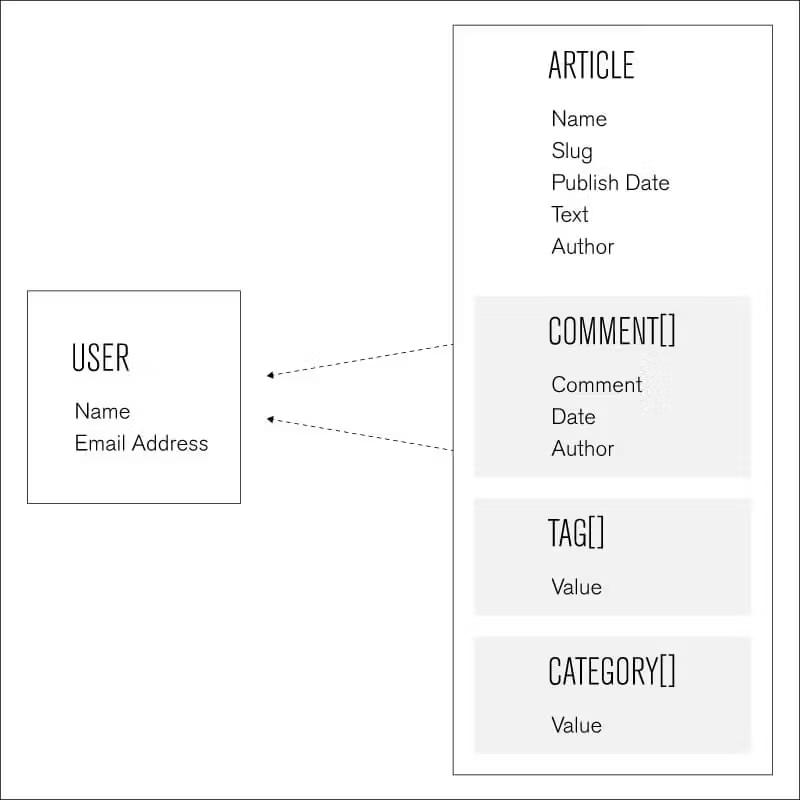 ARTICLE
Name
Slug
Publish Date
Text
Author
USER
Name
Email Address
COMMENT[]
Comment
Date
Author
TAG[]
Value
CATEGORY[]
Value